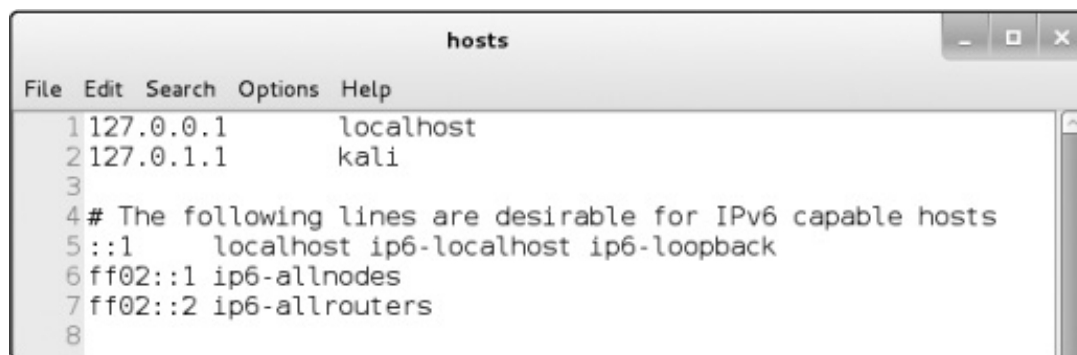 hosts
File Edit Search Options Help
1 127.0.0.1 localhost
2 127.0.1.1 kali
3
4 # The following lines are desirable for IPv6 capable hosts
5 ::1 localhost ip6-localhost ip6-loopback
6 ff02::1 ip6-allnodes
7 ff02::2 ip6-allrouters
8